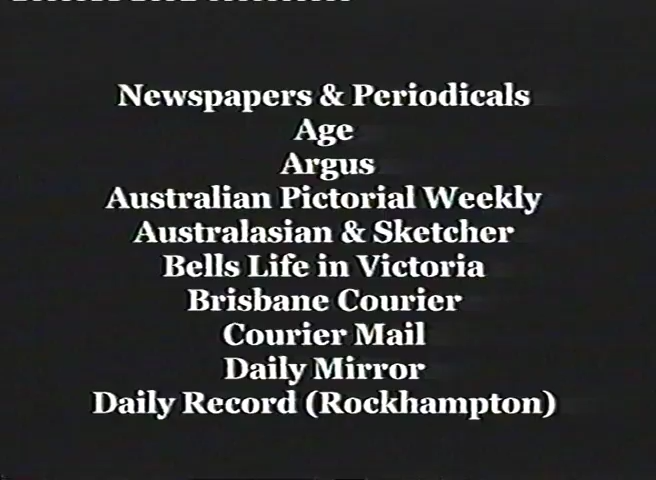 Newspapers & Periodicals
Age
Argus
Australian Pictorial Weekly
Australasian & Sketcher
Bells Life in Victoria
Brisbane Courier
Courier Mail
Daily Mirror
Daily Record (Rockhampton)